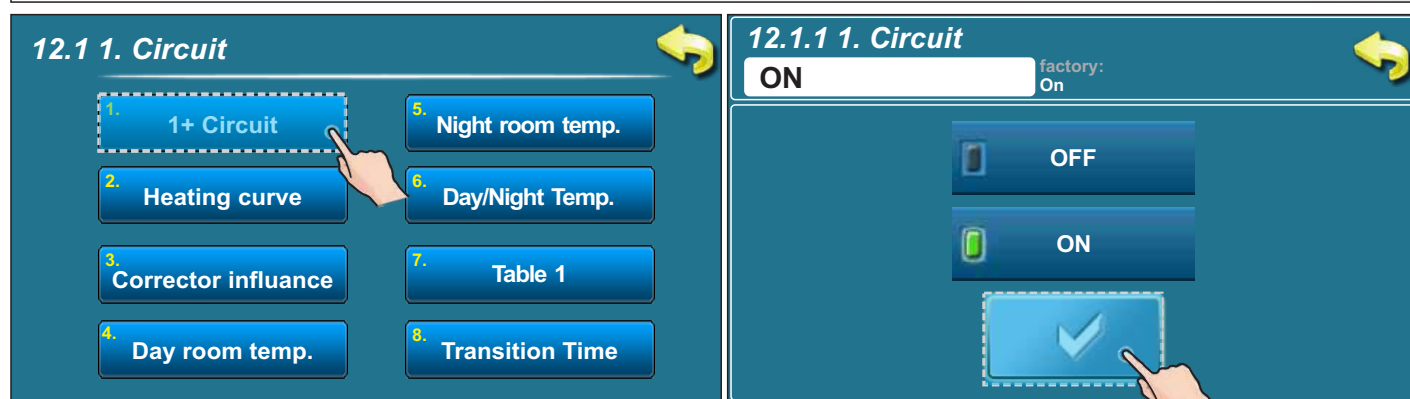 12.1 1. Circuit
1. 1+ Circuit
2. Heating curve
3. Corrector influance
4. Day room temp.
5. Night room temp.
6. Day/Night Temp.
7. Table 1
8. Transition Time
12.1.1 1. Circuit
ON
factory:
On
OFF
ON